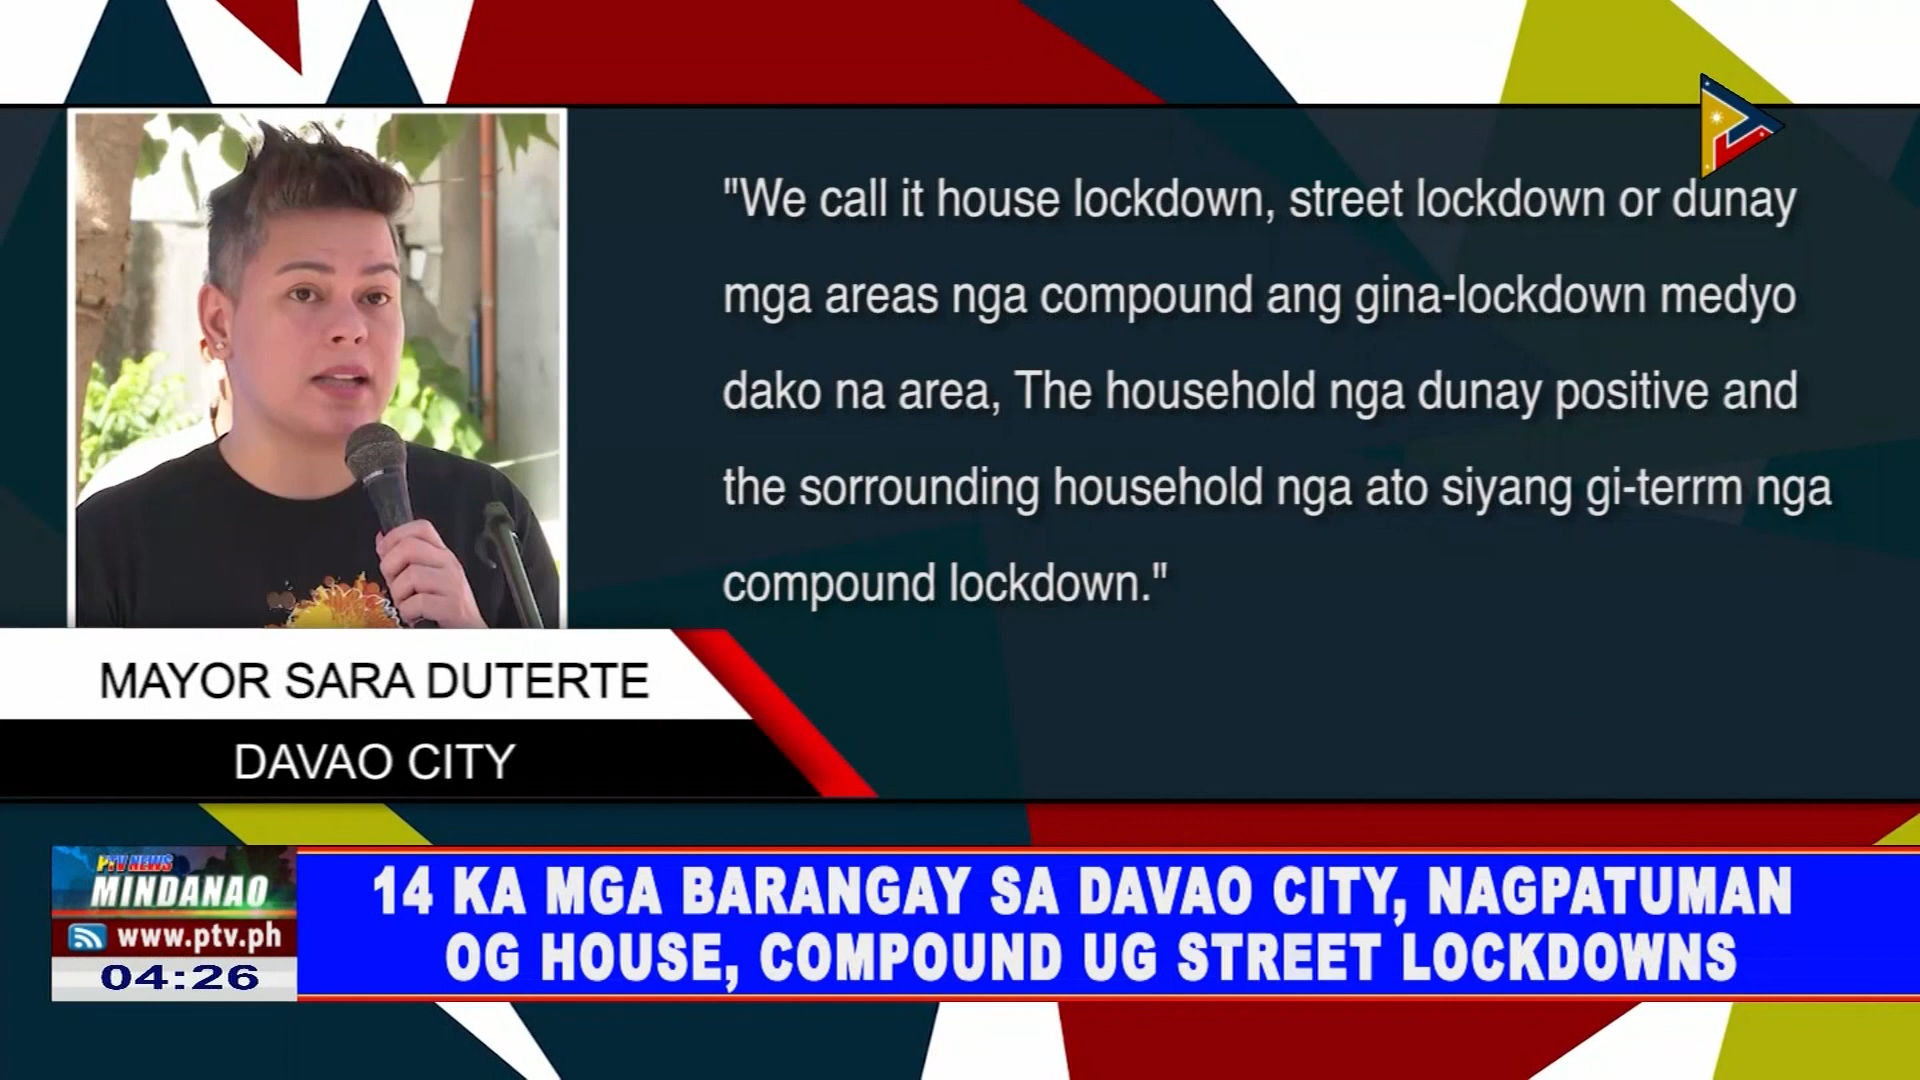 "We call it house lockdown, street lockdown or dunay
mga areas nga compound ang gina-lockdown medyo
dako na area, The household nga dunay positive and
the sorrounding household nga ato siyang gi-terrm nga
compound lockdown."
MAYOR SARA DUTERTE
DAVAO CITY
PTV NEWS
MINDANAO
www.ptv.ph
04:26
14 KA MGA BARANGAY SA DAVAO CITY, NAGPATUMAN
OG HOUSE, COMPOUND UG STREET LOCKDOWNS